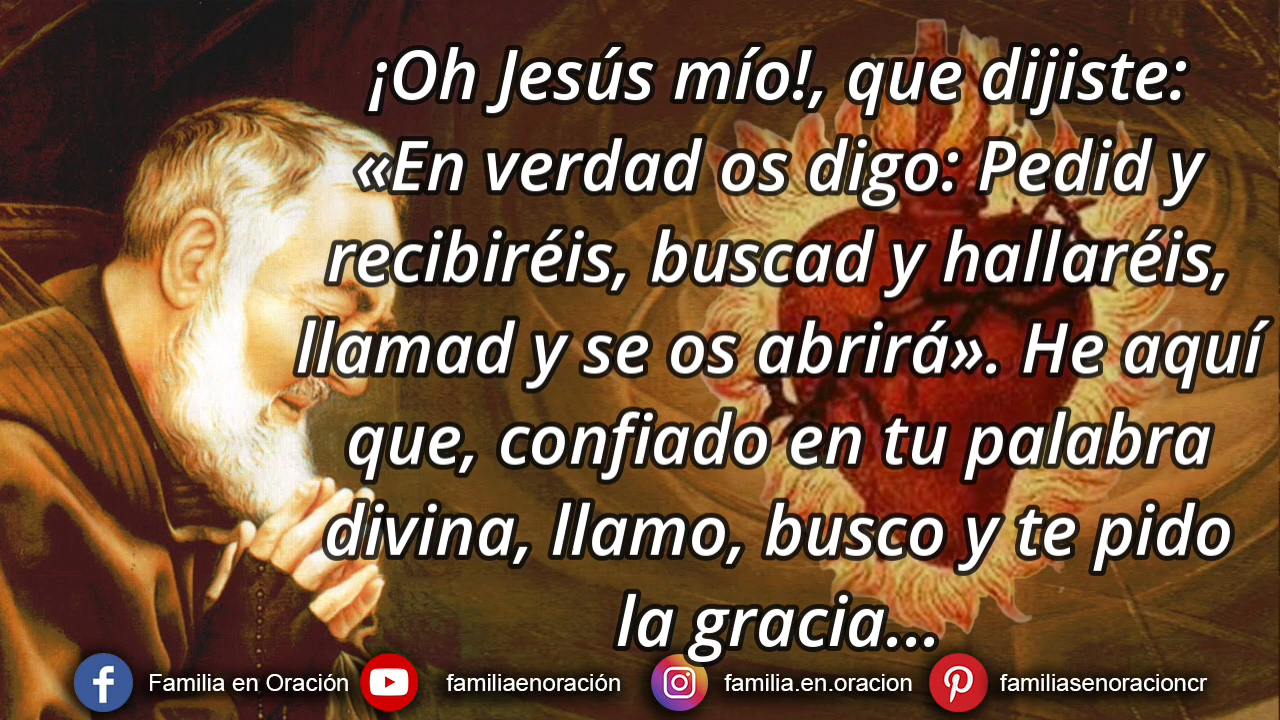 ¡Oh Jesús mío!, que dijiste:
«En verdad os digo: Pedid y
recibiréis, buscad y hallaréis,
llamad y se os abrirá». He aquí
que, confiado en tu palabra
divina, llamo, busco y te pido
la gracia...
Familia en Oración familiaenoración familia.en.oracion familiasenoracioncr